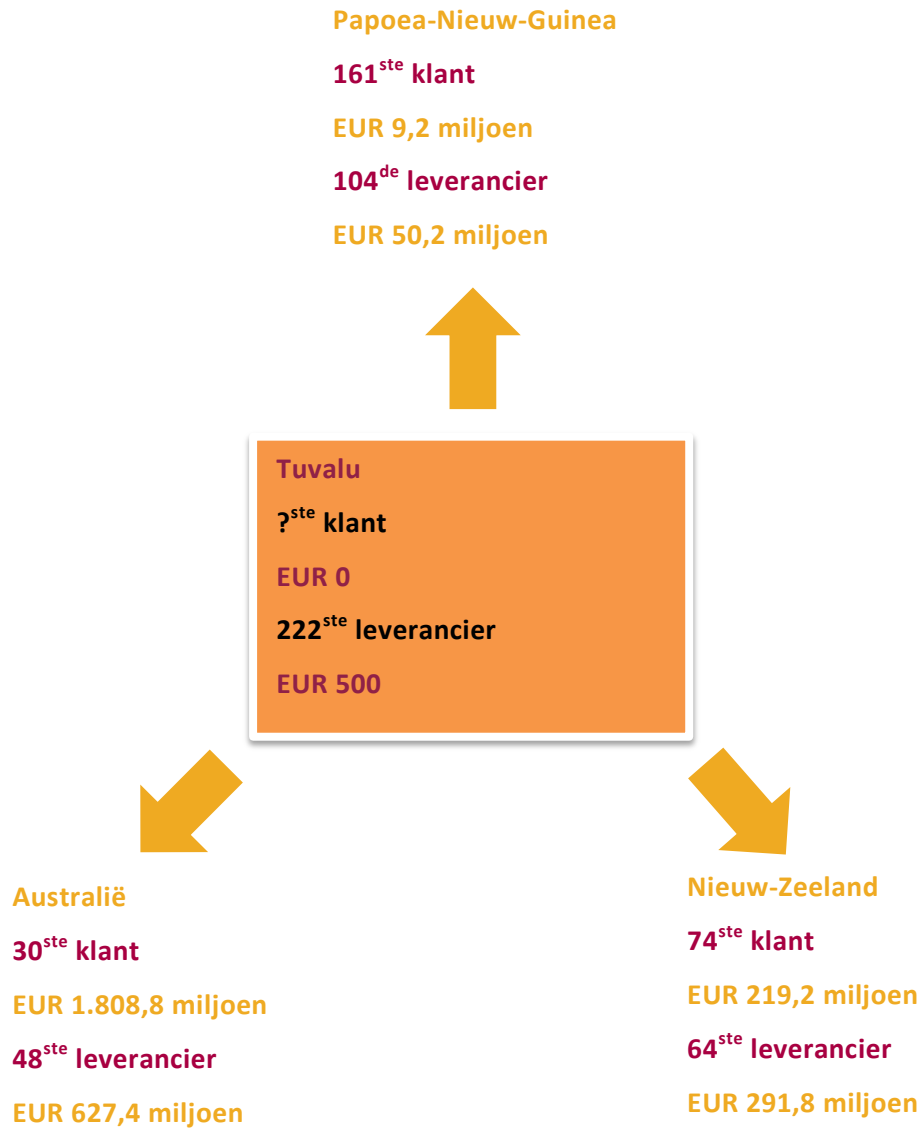 Papoea-Nieuw-Guinea
161ste klant
EUR 9,2 miljoen
104de leverancier
EUR 50,2 miljoen
Tuvalu
?ste klant
EUR 0
222ste leverancier
EUR 500
Australië
30ste klant
EUR 1.808,8 miljoen
48ste leverancier
EUR 627,4 miljoen
Nieuw-Zeeland
74ste klant
EUR 219,2 miljoen
64ste leverancier
EUR 291,8 miljoen